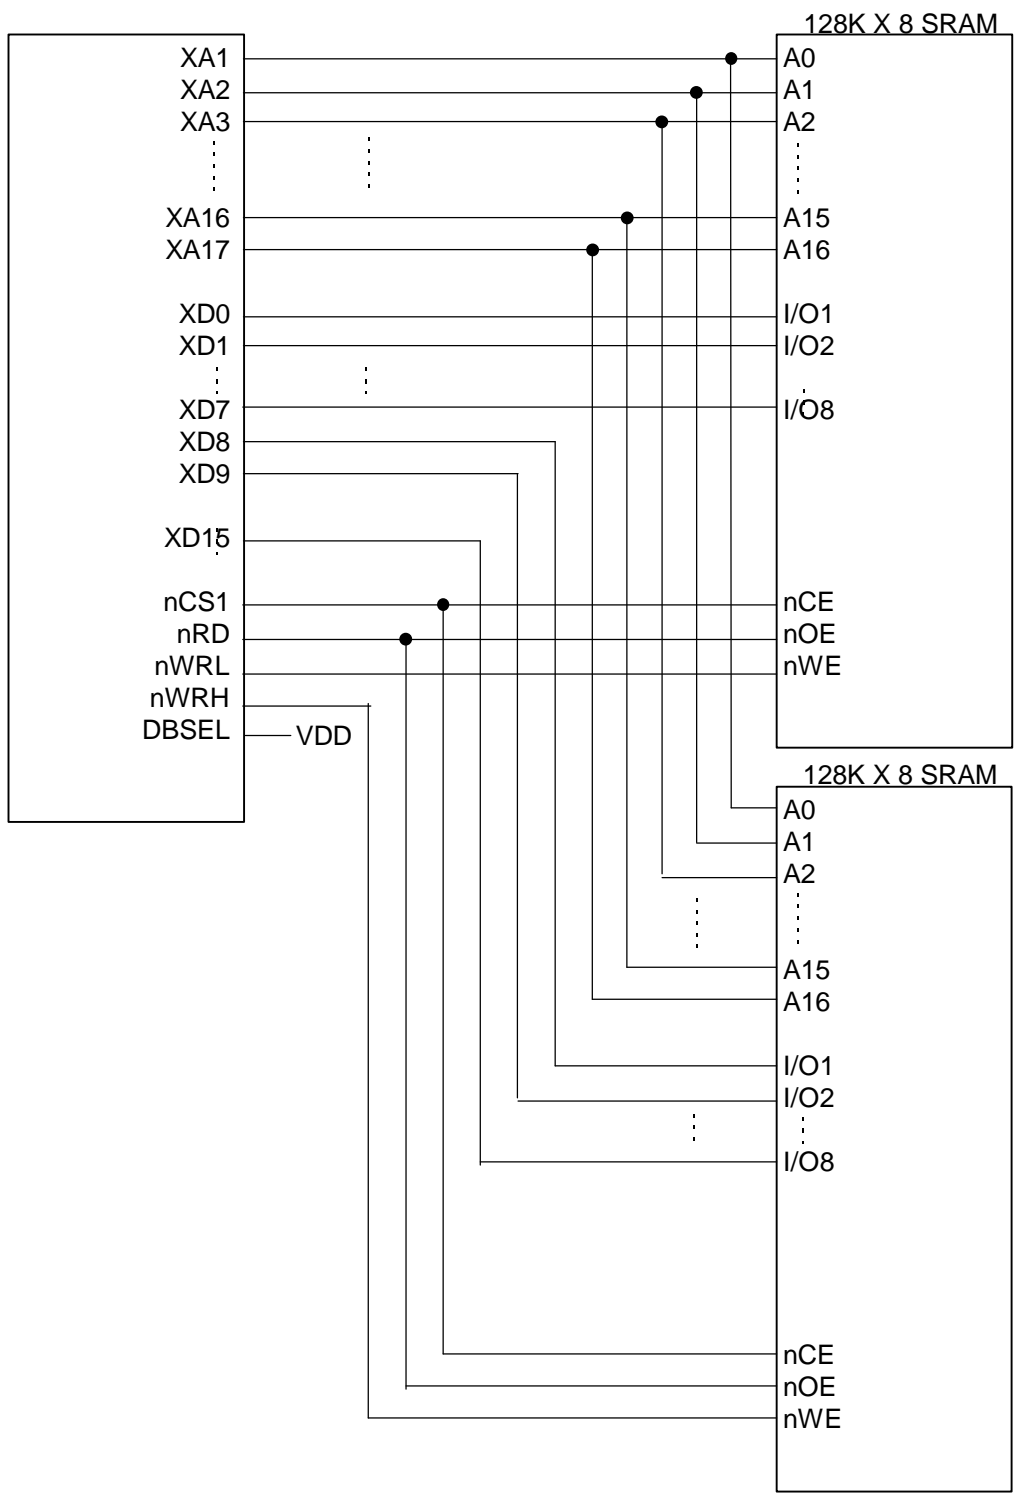 128K X 8 SRAM
XA1
XA2
XA3
XA16
XA17
XD0
XD1
XD7
XD8
XD9
XD15
nCS1
nRD
nWRL
nWRH
DBSEL
VDD
A0
A1
A2
A15
A16
I/O1
I/O2
I/O8
nCE
nOE
nWE
128K X 8 SRAM
A0
A1
A2
A15
A16
I/O1
I/O2
I/O8
nCE
nOE
nWE